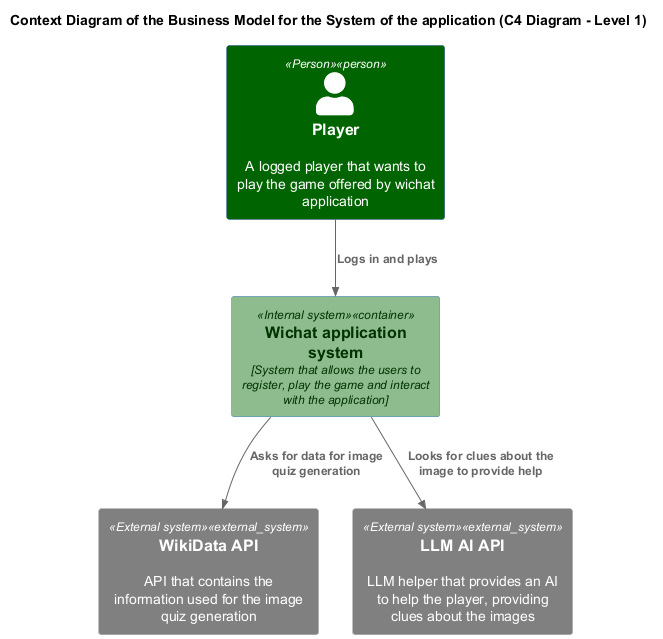 Context Diagram of the Business Model for the System of the application (C4 Diagram - Level 1)
«Person»«person»
Player
A logged player that wants to
play the game offered by wichat
application
Logs in and plays
«Internal system»«container»
Wichat application
system
[System that allows the users to
register, play the game and interact
with the application]
Asks for data for image
quiz generation
Looks for clues about the
image to provide help
«External system»«external_system»
WikiData API
API that contains the
information used for the image
quiz generation
«External system»«external_system»
LLM AI API
LLM helper that provides an AI
to help the player, providing
clues about the images